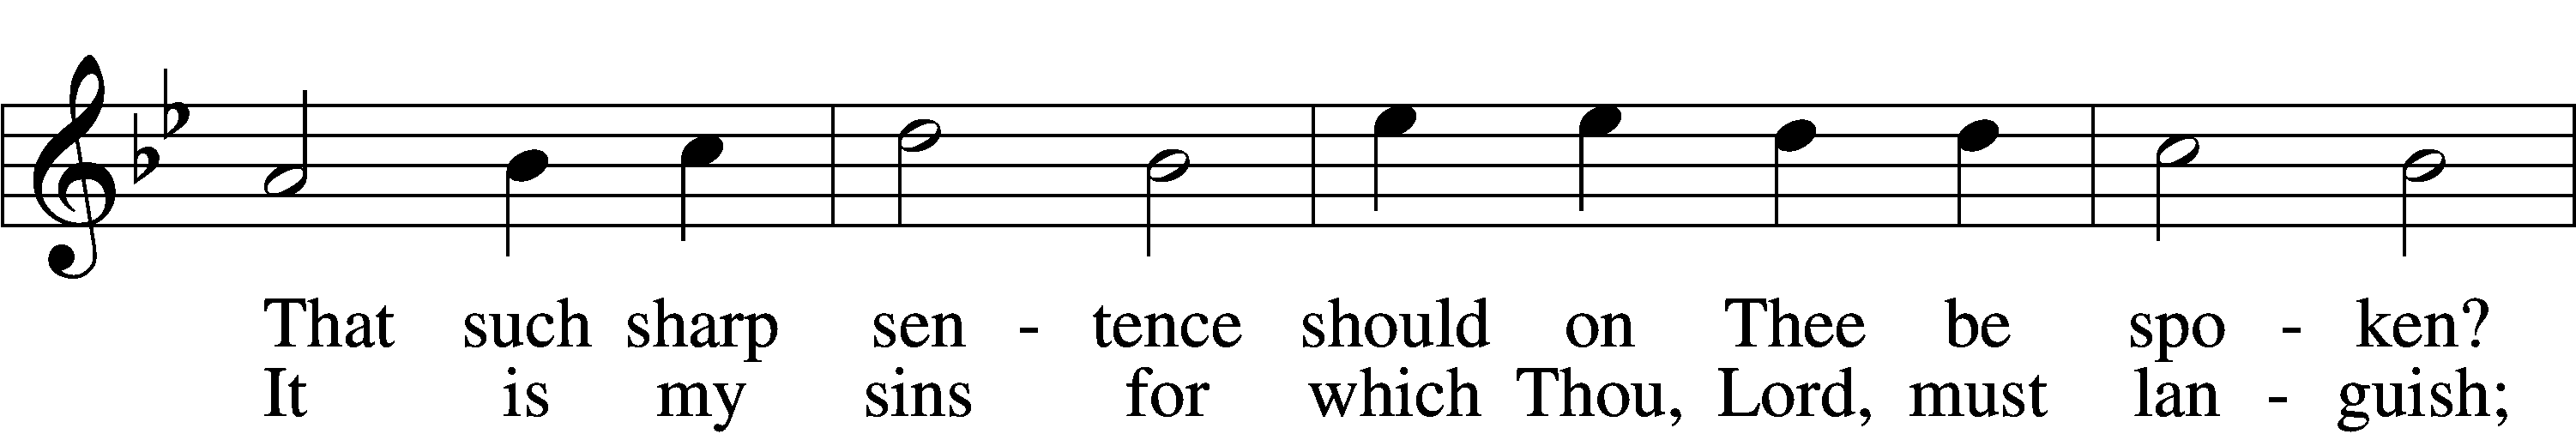 That such sharp sen - tence should on Thee be spo - ken?
It is my sins for which Thou, Lord, must lan - guish;